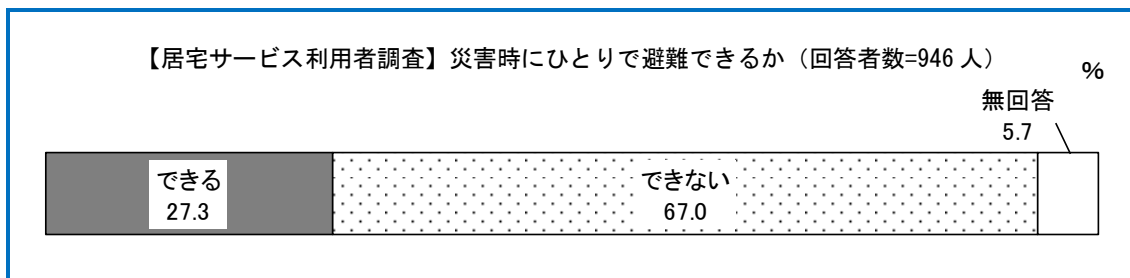 【居宅サービス利用者調査】災害時にひとりで避難できるか（回答者数=946 人）
%
無回答
5.7
できる
27.3
できない
67.0